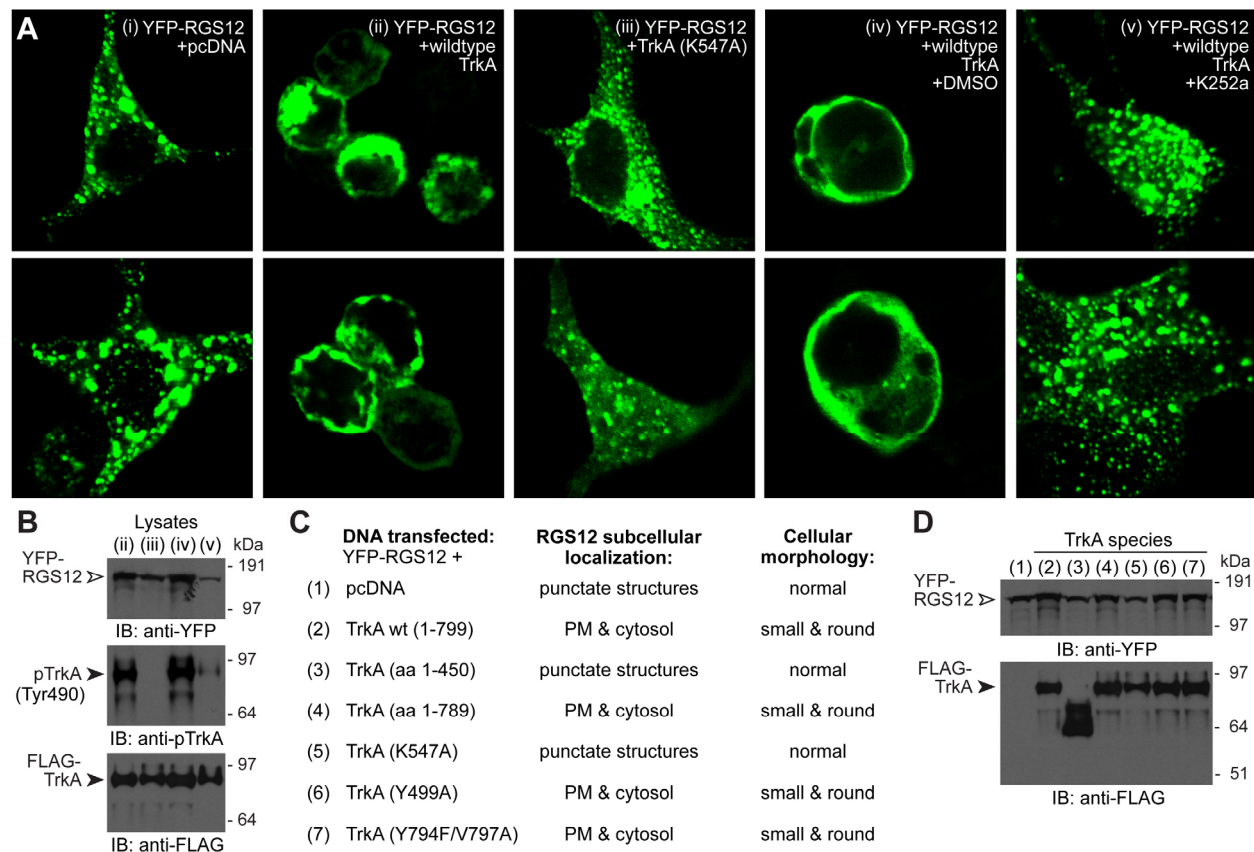 A
(i) YFP-RGS12
+pcDNA
(ii) YFP-RGS12
+wildtype
TrkA
(iii) YFP-RGS12
+TrkA (K547A)
(iv) YFP-RGS12
+wildtype
TrkA
+DMSO
(v) YFP-RGS12
+wildtype
TrkA
+K252a
B
Lysates
(ii) (iii) (iv) (v) kDa
YFP-
RGS12
- 191
- 97
IB: anti-YFP
pTrkA
(Tyr490)
- 97
- 64
IB: anti-pTrkA
FLAG-
TrkA
- 97
- 64
IB: anti-FLAG
C
DNA transfected: RGS12 subcellular Cellular
YFP-RGS12 + localization: morphology:
(1) pcDNA punctate structures normal
(2) TrkA wt (1-799) PM & cytosol small & round
(3) TrkA (aa 1-450) punctate structures normal
(4) TrkA (aa 1-789) PM & cytosol small & round
(5) TrkA (K547A) punctate structures normal
(6) TrkA (Y499A) PM & cytosol small & round
(7) TrkA (Y794F/V797A) PM & cytosol small & round
D
TrkA species
(1) (2) (3) (4) (5) (6) (7) kDa
YFP-
RGS12
- 191
- 97
IB: anti-YFP
FLAG-
TrkA
- 97
- 64
- 51
IB: anti-FLAG